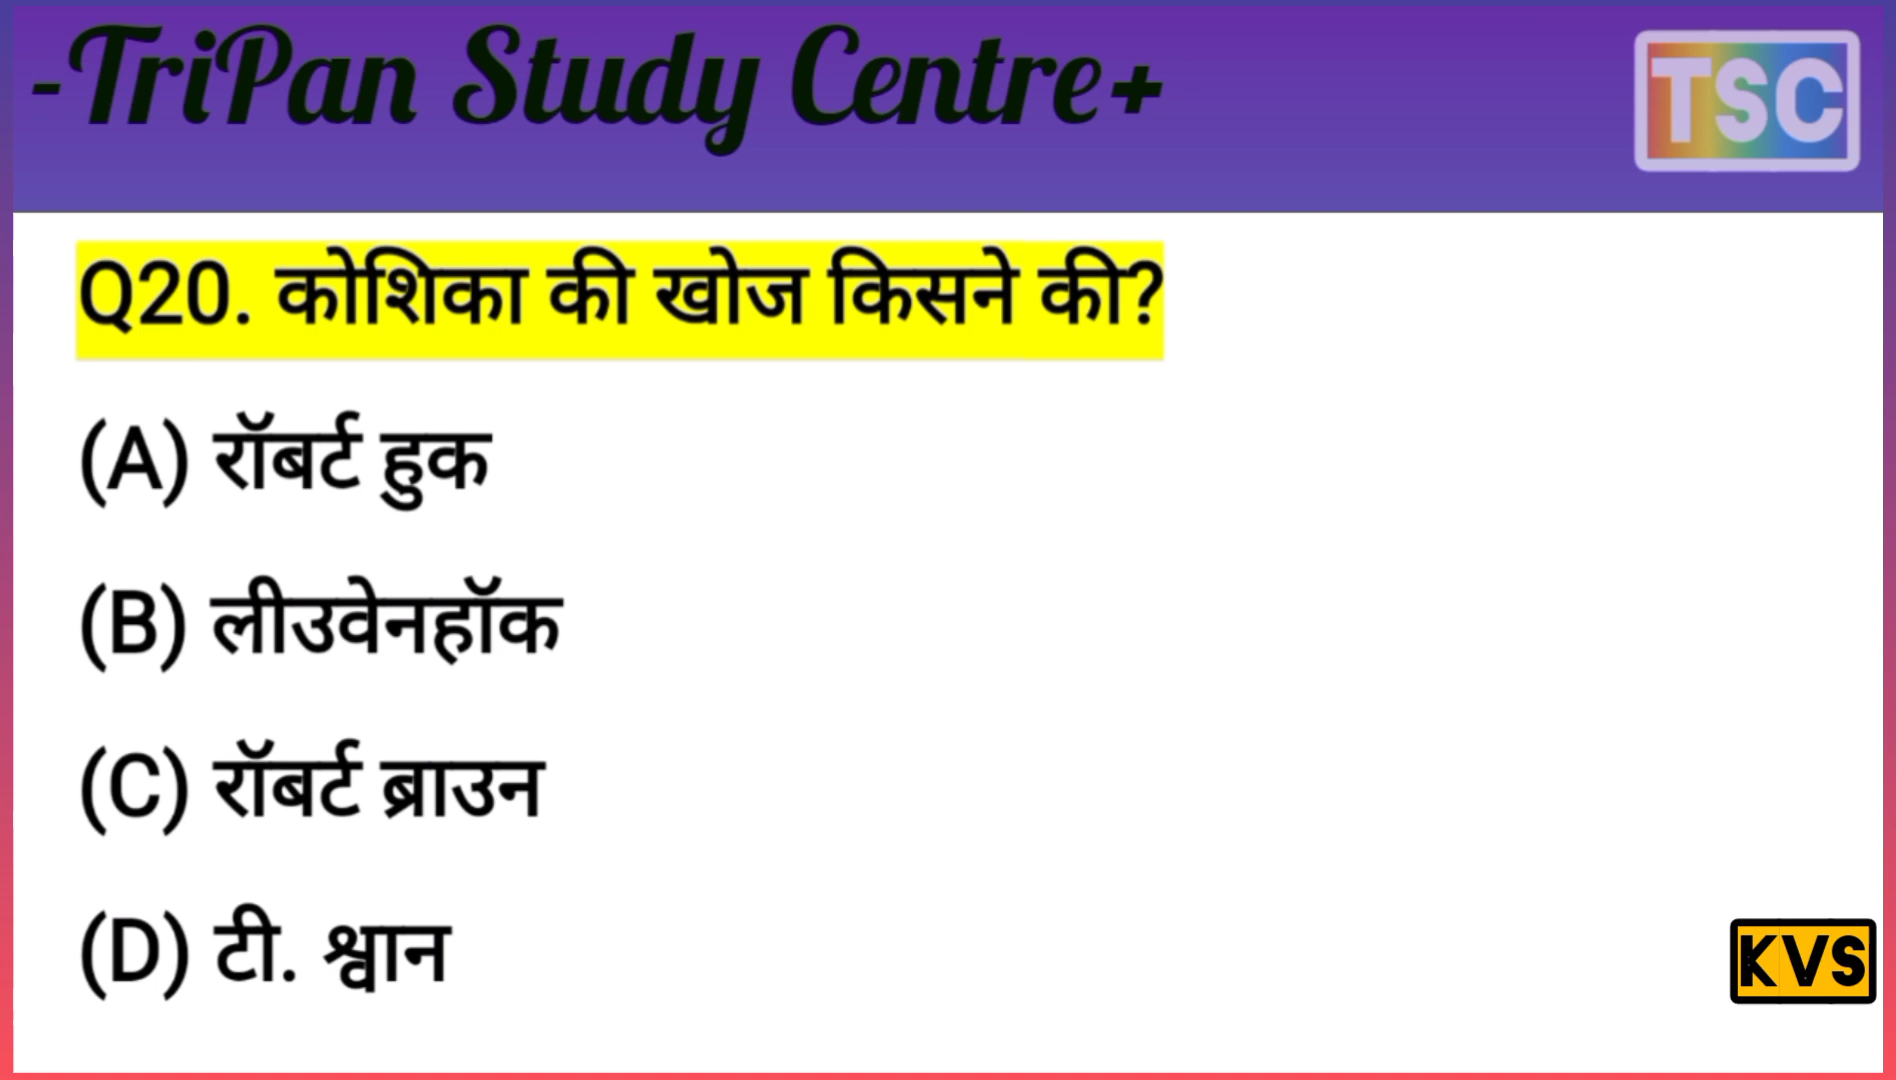 -TriPan Study Centre+
TSC
Q20. कोशिका की खोज किसने की?
(A) रॉबर्ट हुक
(B) लीउवेनहॉक
(C) रॉबर्ट ब्राउन
(D) टी. श्वान
KVS